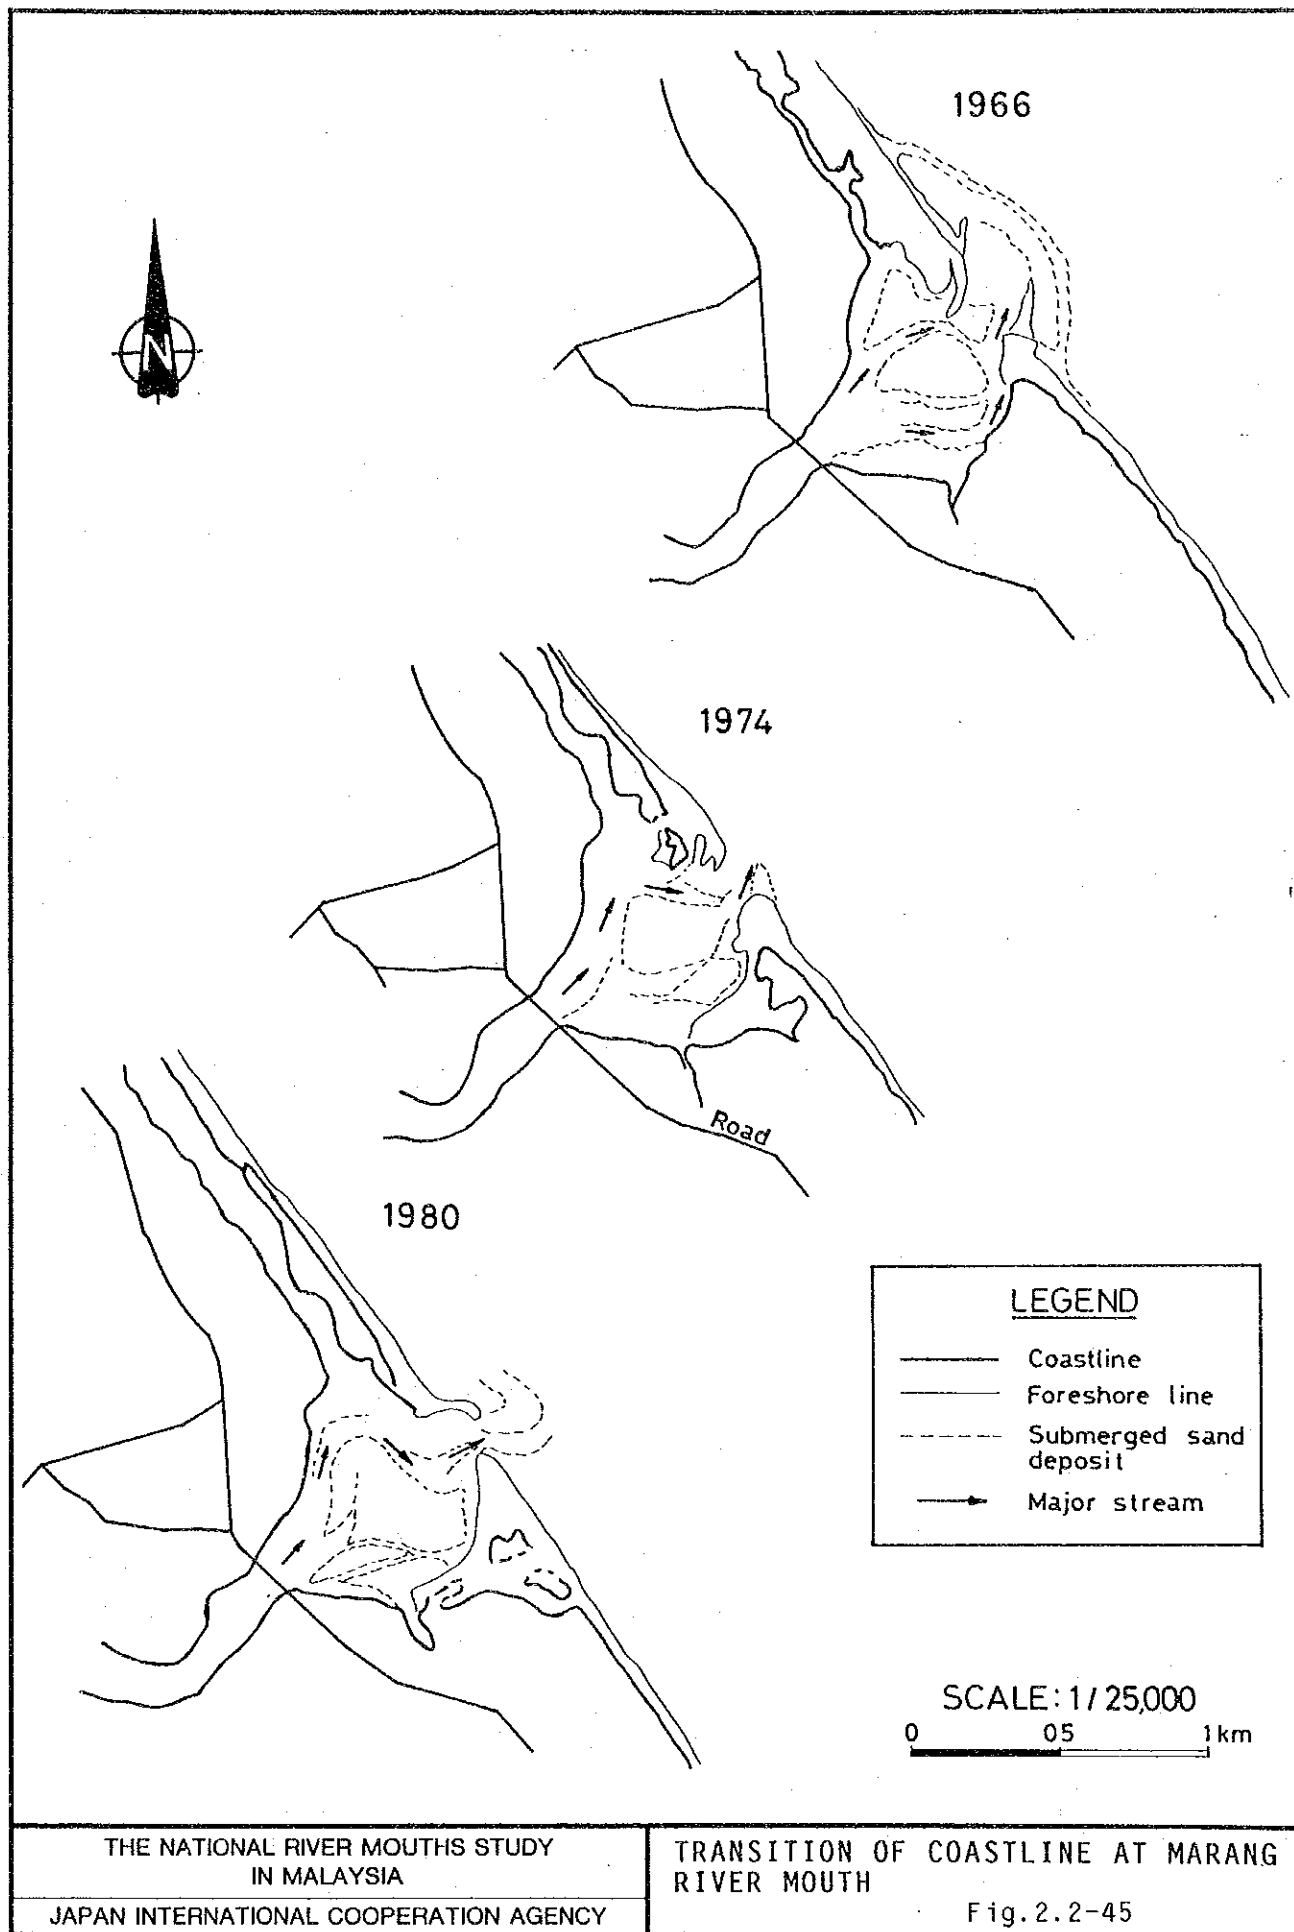 1966
N
1974
Road
1980
LEGEND
Coastline
Foreshore line
Submerged sand
deposit
Major stream
SCALE: 1/25,000
0 05 1km
THE NATIONAL RIVER MOUTHS STUDY
IN MALAYSIA
JAPAN INTERNATIONAL COOPERATION AGENCY
TRANSITION OF COASTLINE AT MARANG
RIVER MOUTH
Fig.2.2-45